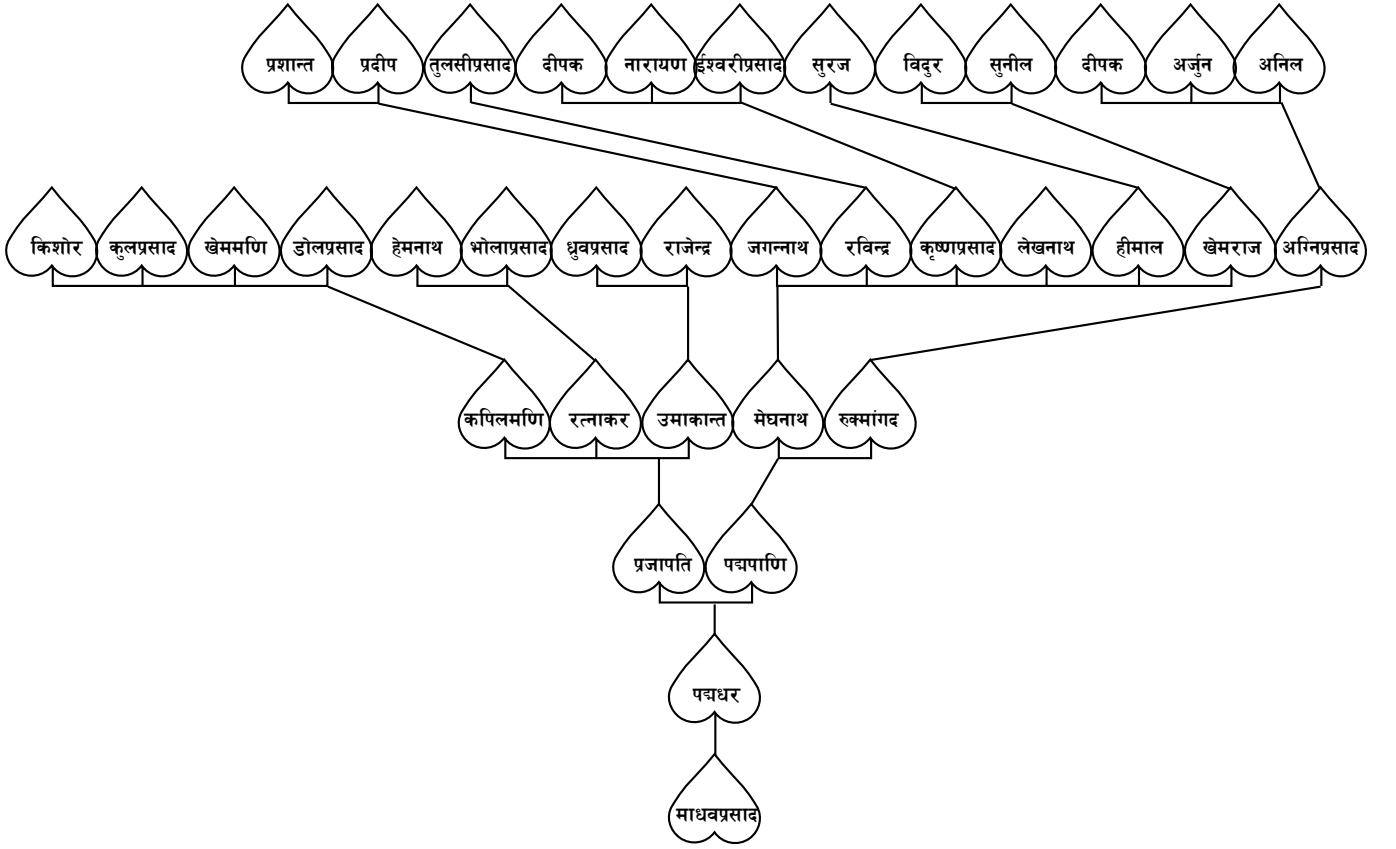 प्रशान्त प्रदीप तुलसीप्रसाद दीपक नारायण ईश्वरीप्रसाद सुरज विदुर सुनील दीपक अर्जुन अनिल
किशोर कुलप्रसाद खेममणि डोलप्रसाद हेमनाथ भोलाप्रसाद ध्रुवप्रसाद राजेन्द्र जगन्नाथ रविन्द्र कृष्णप्रसाद लेखनाथ हीमाल खेमराज अग्निप्रसाद
कपिलमणि रत्नाकर उमाकान्त मेघनाथ रुक्मांगद
प्रजापति पद्मपाणि
पद्मधर
माधवप्रसाद